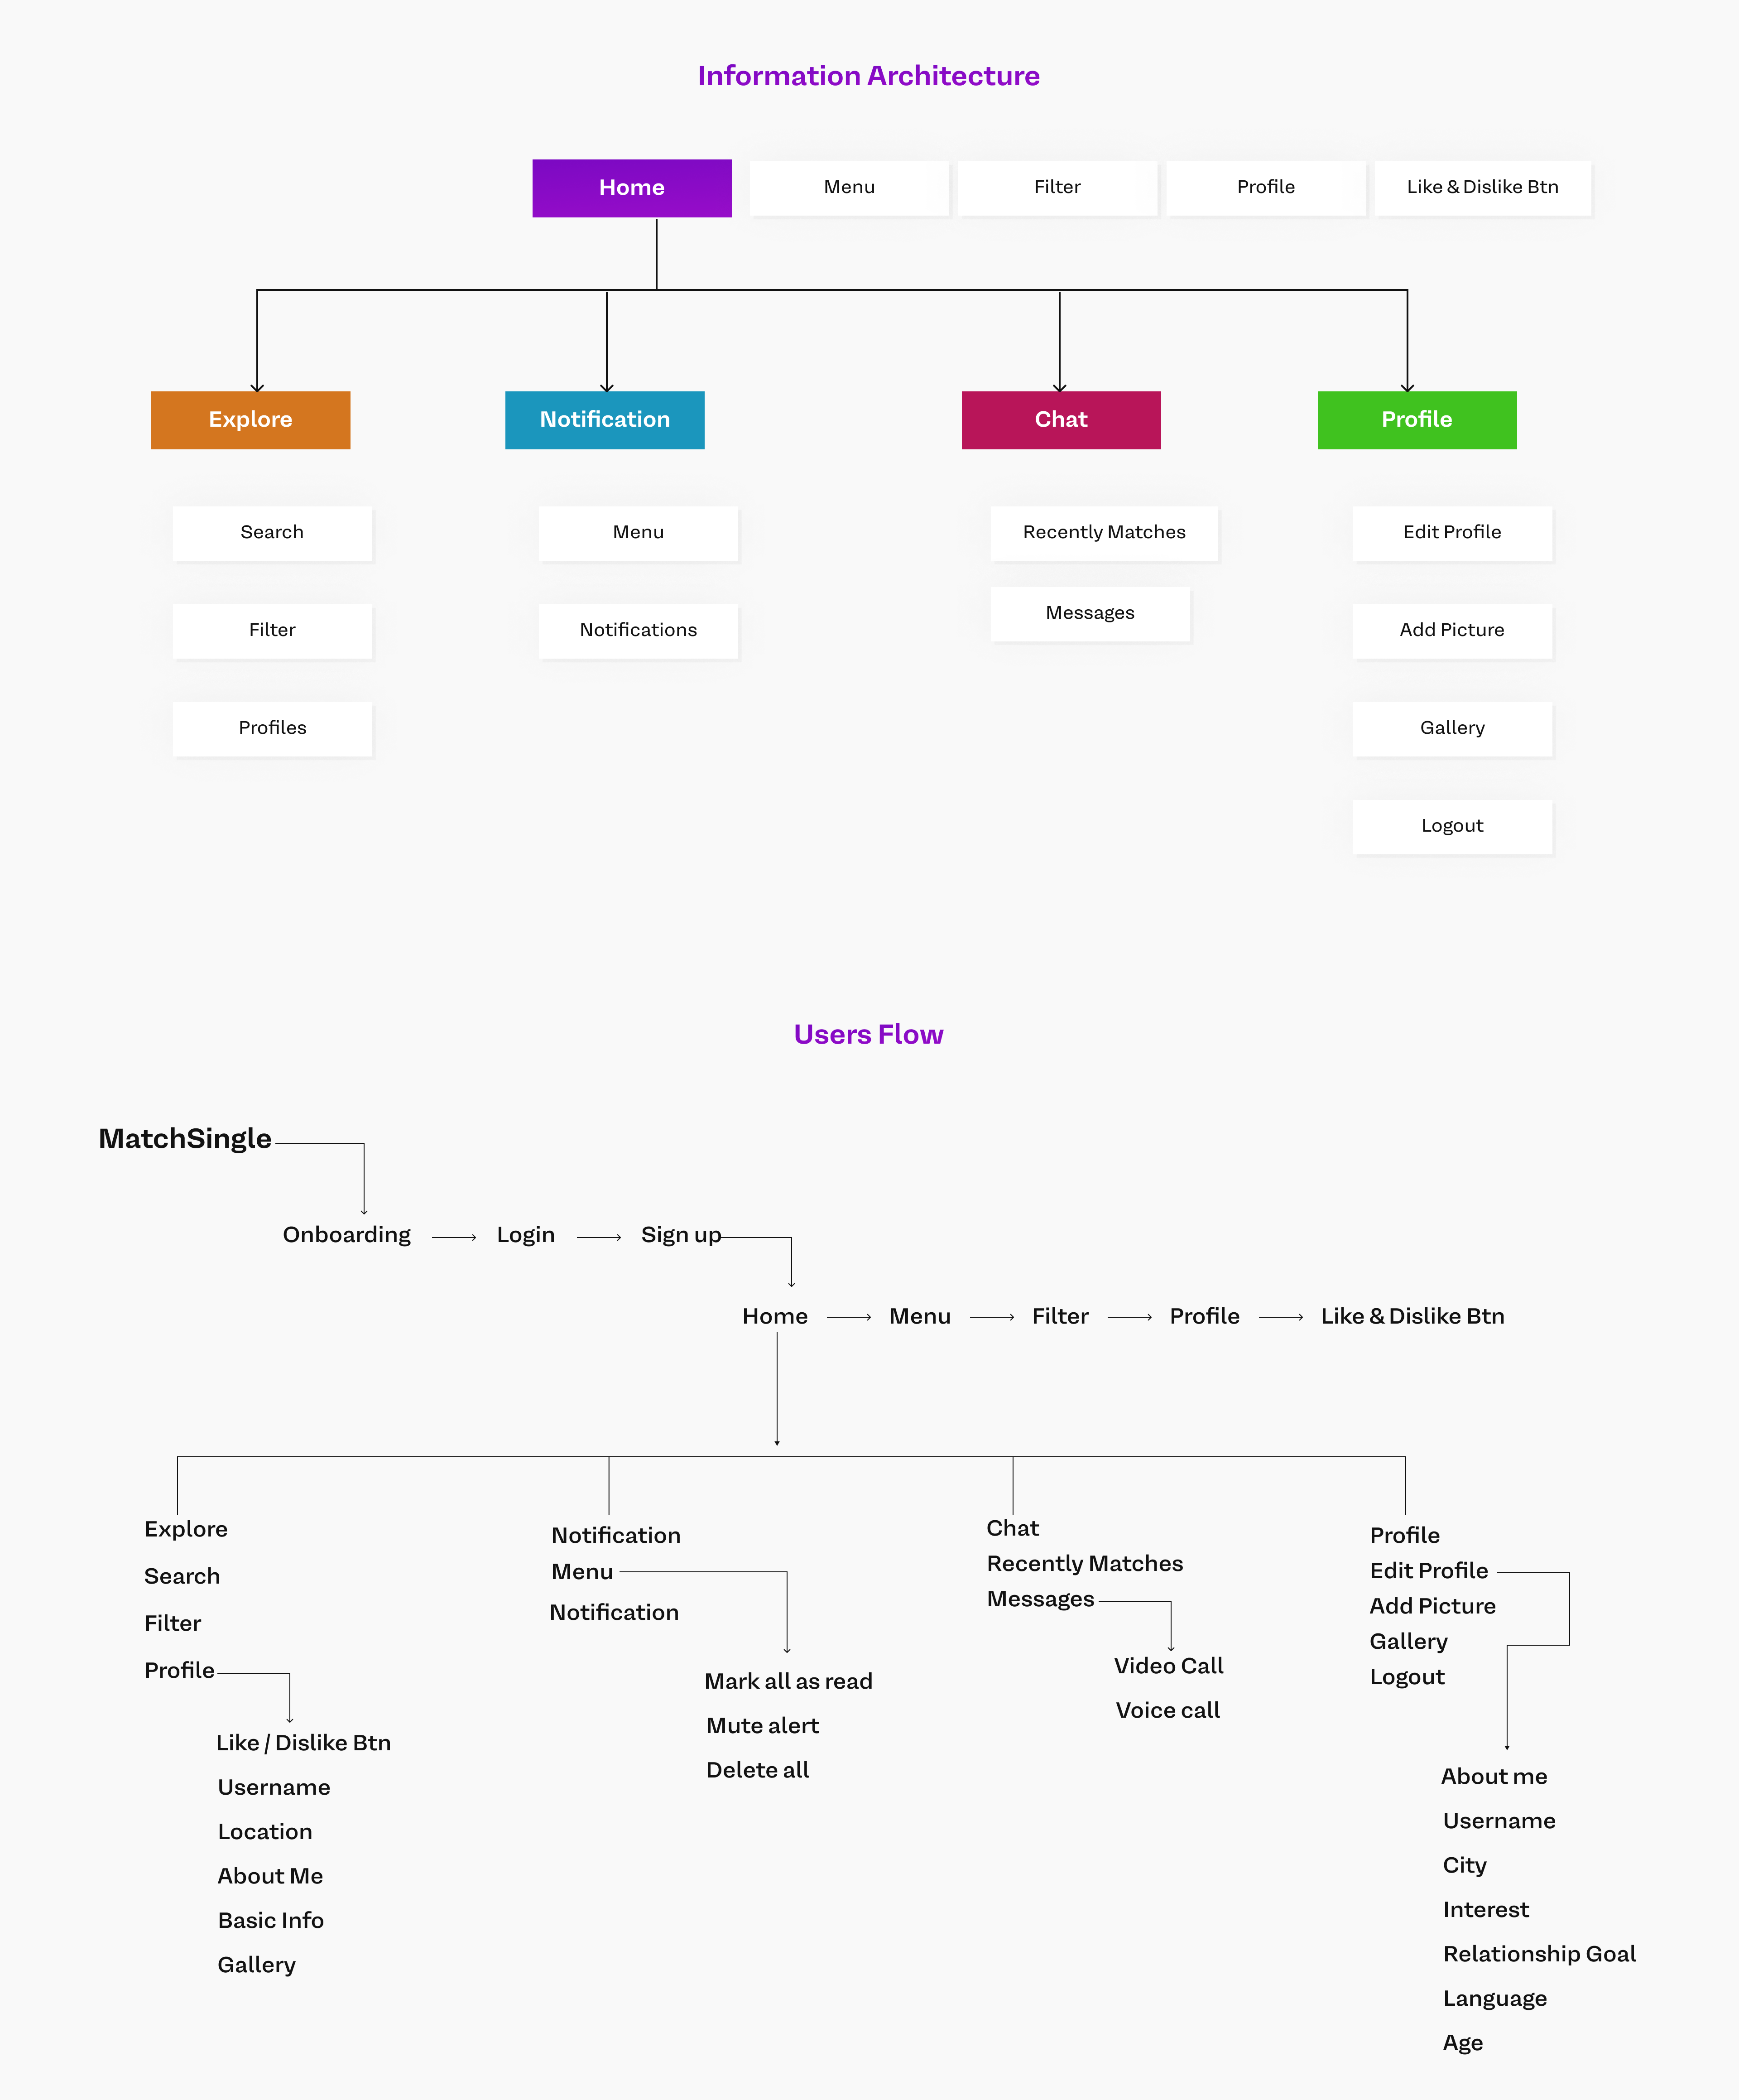 Information Architecture
Home
Menu
Filter
Profile
Like & Dislike Btn
Explore
Notification
Chat
Profile
Search
Filter
Profiles
Menu
Notifications
Recently Matches
Messages
Edit Profile
Add Picture
Gallery
Logout
Users Flow
MatchSingle
Onboarding
Login
Sign up
Home
Menu
Filter
Profile
Like & Dislike Btn
Explore
Search
Filter
Profile
Like / Dislike Btn
Username
Location
About Me
Basic Info
Gallery
Notification
Menu
Notification
Mark all as read
Mute alert
Delete all
Chat
Recently Matches
Messages
Video Call
Voice call
Profile
Edit Profile
Add Picture
Gallery
Logout
About me
Username
City
Interest
Relationship Goal
Language
Age